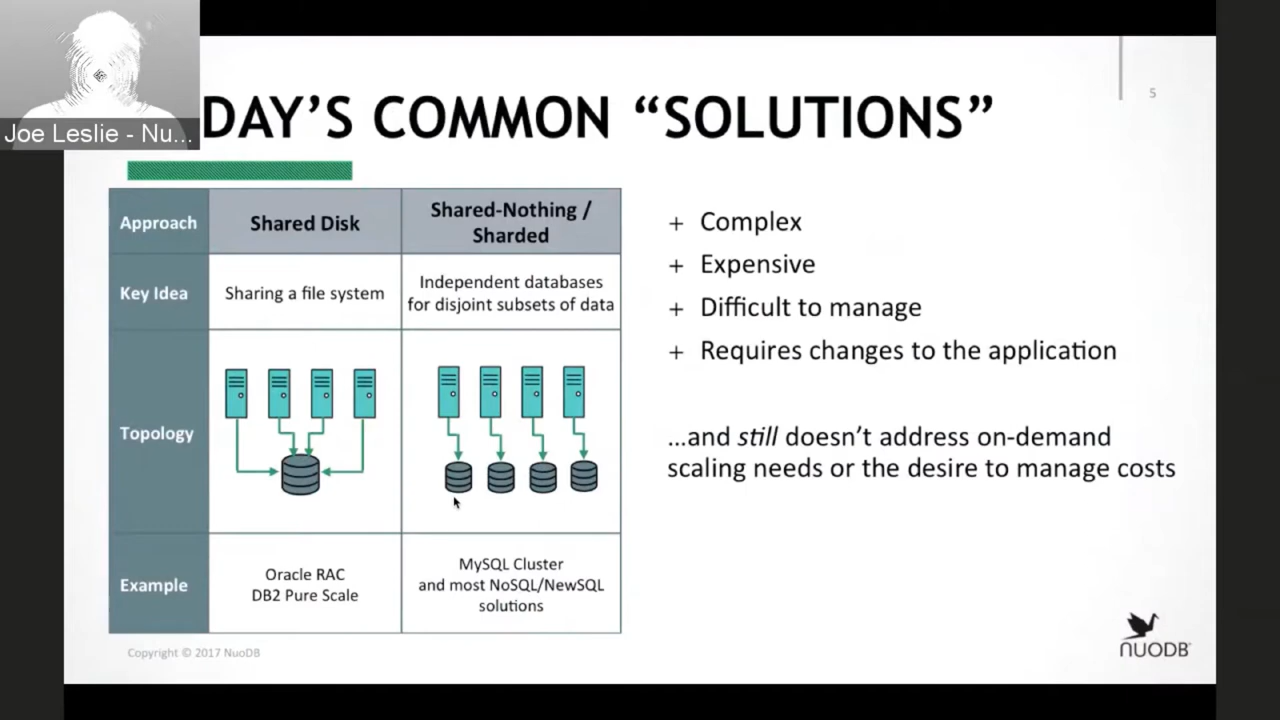 Joe Leslie - Nu...
DAY'S COMMON “SOLUTIONS”
5
Approach
Shared Disk
Shared-Nothing /
Sharded
Key Idea
Sharing a file system
Independent databases
for disjoint subsets of data
Topology
Example
Oracle RAC
DB2 Pure Scale
MySQL Cluster
and most NoSQL/NewSQL
solutions
+ Complex
+ Expensive
+ Difficult to manage
+ Requires changes to the application
...and still doesn't address on-demand
scaling needs or the desire to manage costs
Copyright © 2017 NuoDB
NUODB